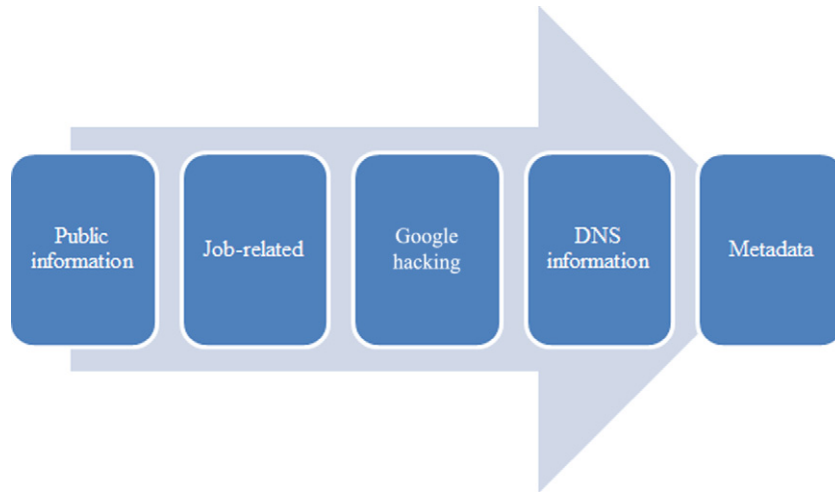 Public
information
Job-related
Google
hacking
DNS
information
Metadata